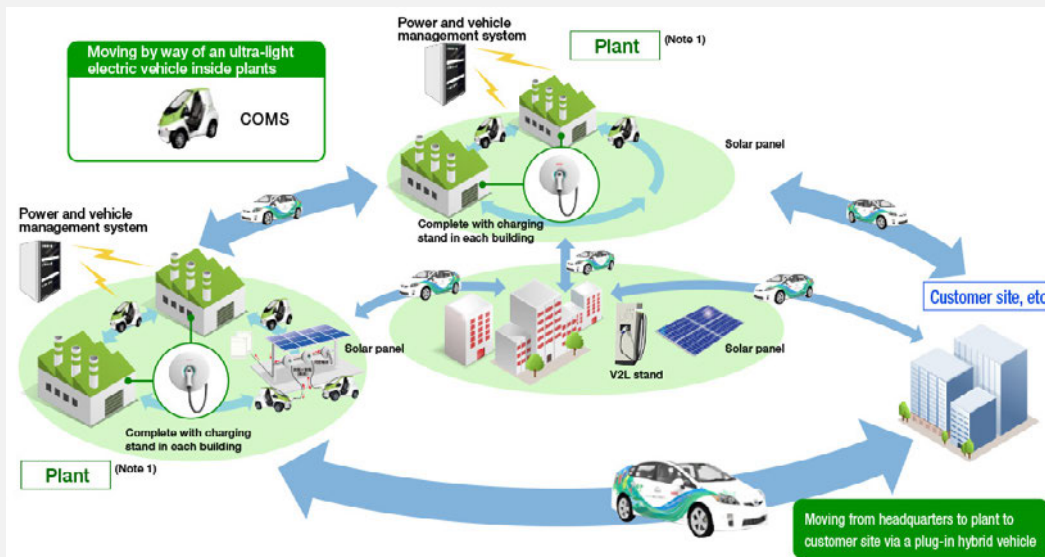 Power and vehicle
management system
Plant (Note 1)
Moving by way of an ultra-light
electric vehicle inside plants
COMS
Solar panel
Complete with charging
stand in each building
Power and vehicle
management system
Customer site, etc
Solar panel
Solar panel
V2L stand
Complete with charging
stand in each building
Plant (Note 1)
Moving from headquarters to plant to
customer site via a plug-in hybrid vehicle